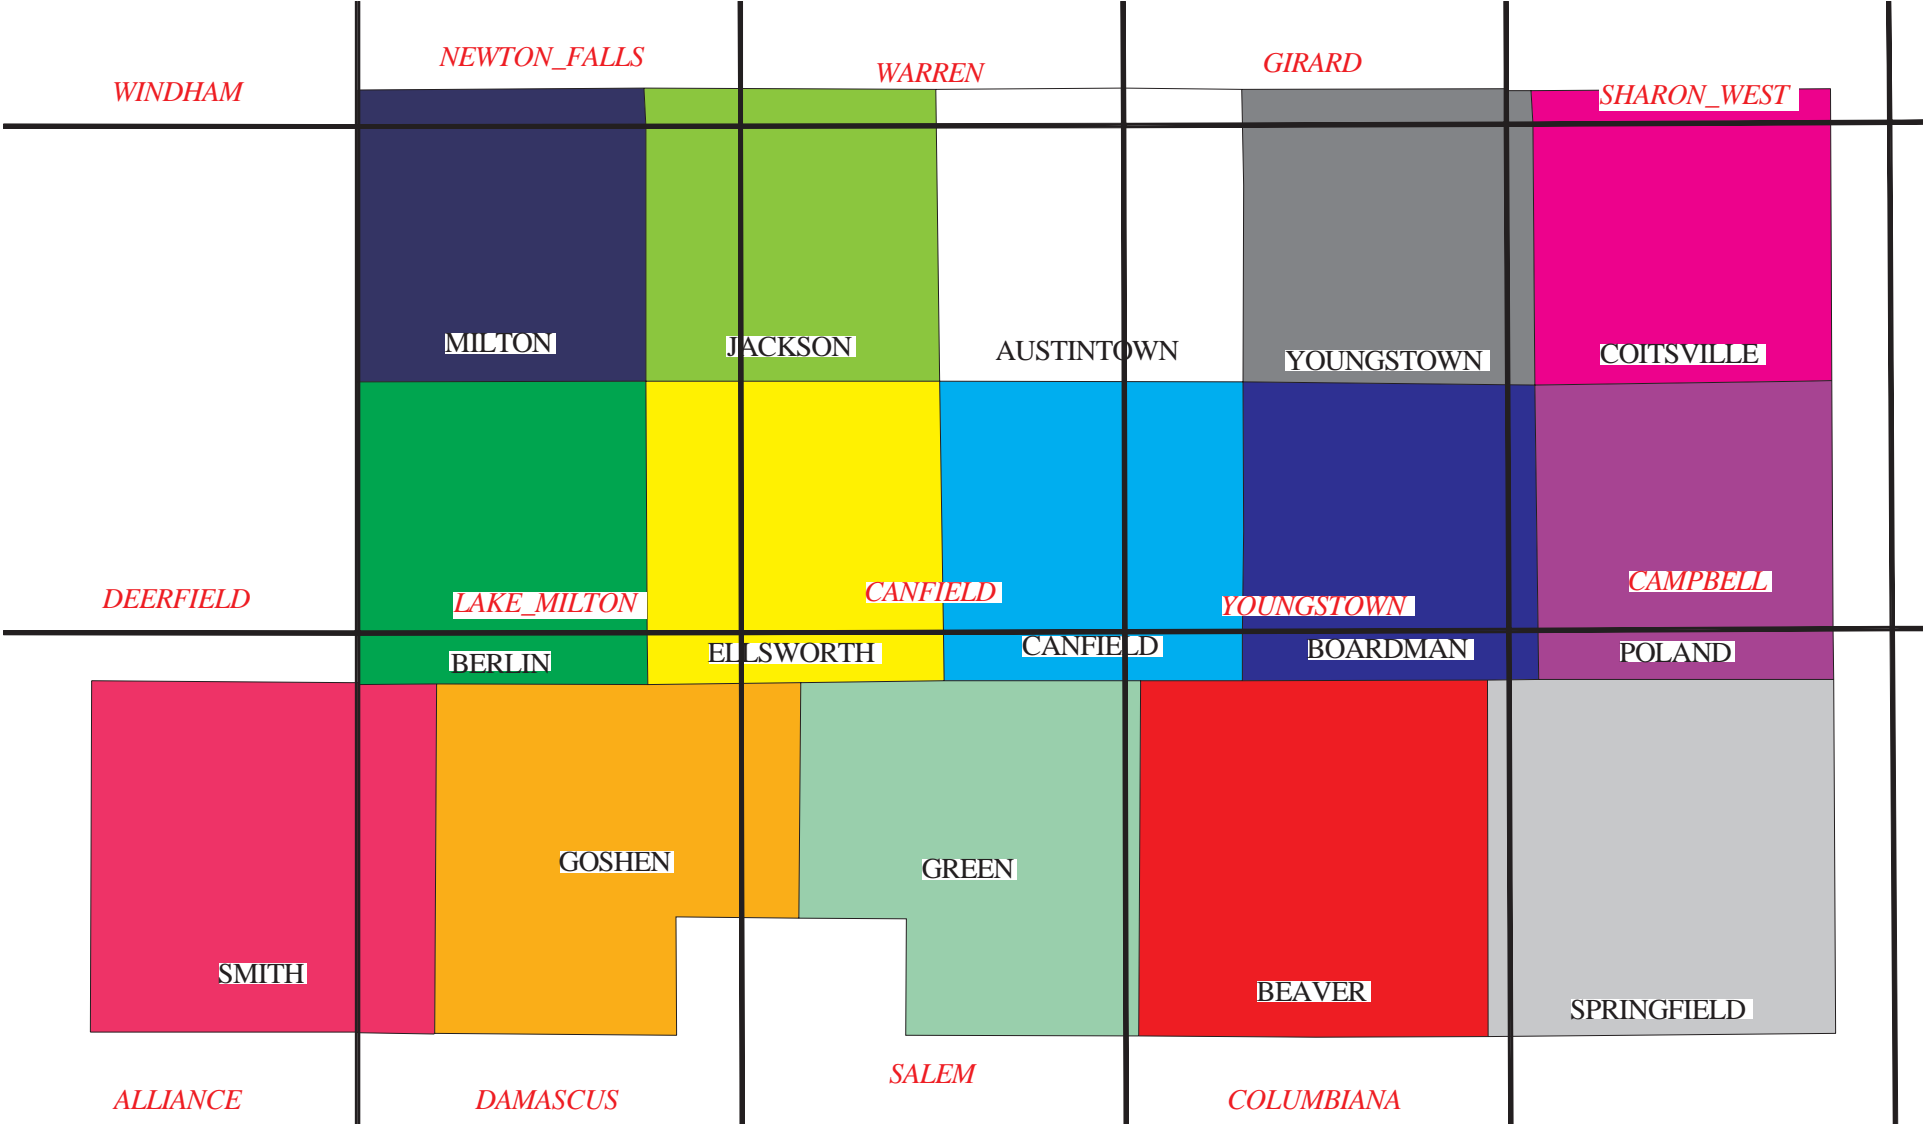 NEWTON_FALLS
GIRARD
WARREN
WINDHAM
SHARON_WEST
MILTON
JACKSON
AUSTINTOWN
YOUNGSTOWN
COITSVILLE
DEERFIELD
LAKE_MILTON
CANFIELD
YOUNGSTOWN
CAMPBELL
BERLIN
ELLSWORTH
CANFIELD
BOARDMAN
POLAND
GOSHEN
GREEN
SMITH
BEAVER
SPRINGFIELD
SALEM
ALLIANCE
DAMASCUS
COLUMBIANA